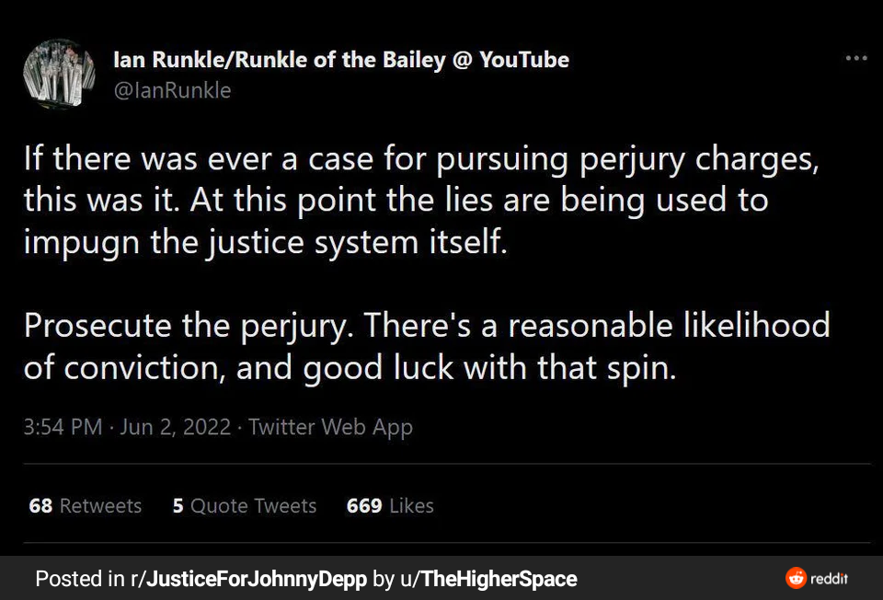 Ian Runkle/Runkle of the Bailey @ YouTube
@IanRunkle
If there was ever a case for pursuing perjury charges,
this was it. At this point the lies are being used to
impugn the justice system itself.
Prosecute the perjury. There's a reasonable likelihood
of conviction, and good luck with that spin.
3:54 PM · Jun 2, 2022 · Twitter Web App
68 Retweets 5 Quote Tweets 669 Likes
Posted in r/JusticeForJohnnyDepp by u/TheHigherSpace reddit